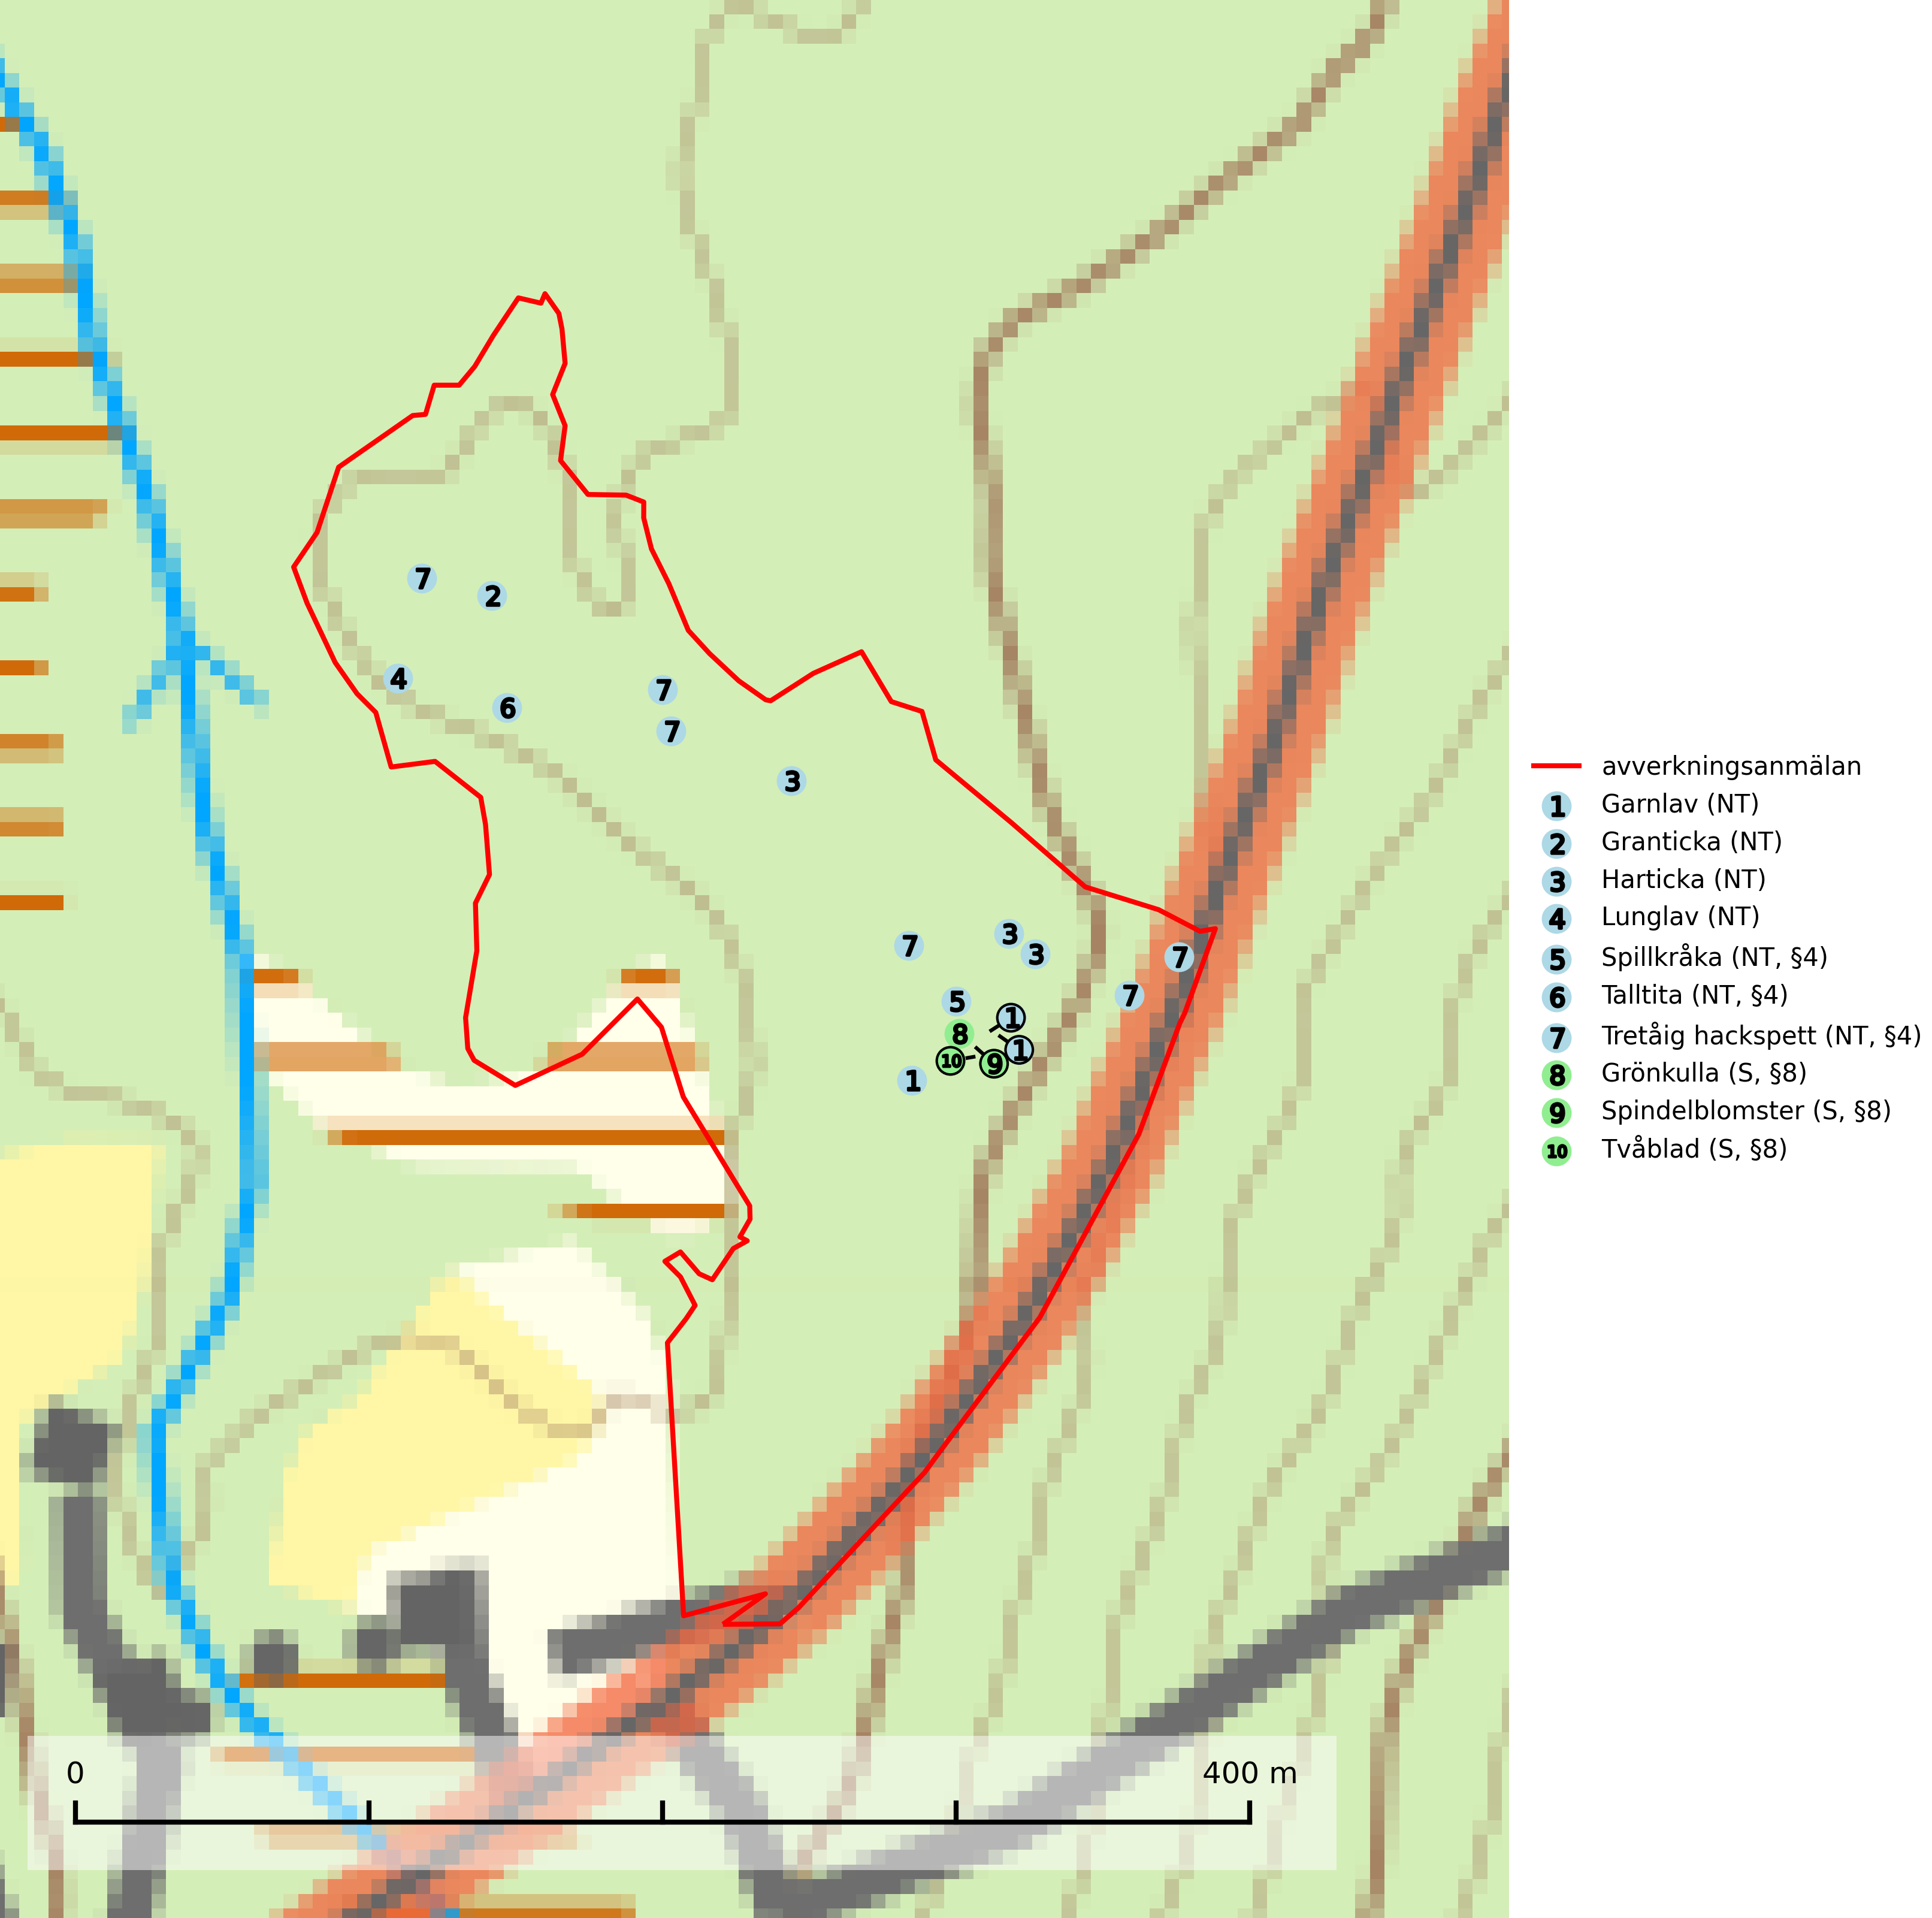 7
2
4
6
7
7
3
7
3
3
7
7
5
1
8
1
10
9
1
avverkningsanmälan
1 Garnlav (NT)
2 Granticka (NT)
3 Harticka (NT)
4 Lunglav (NT)
5 Spillkråka (NT, §4)
6 Talltita (NT, §4)
7 Tretåig hackspett (NT, §4)
8 Grönkulla (S, §8)
9 Spindelblomster (S, §8)
10 Tvåblad (S, §8)
0 400 m